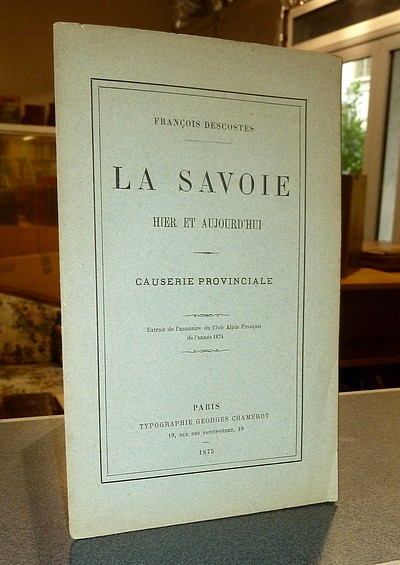 FRANÇOIS DESCOSTES
LA SAVOIE
HIER ET AUJOURD'HUI
CAUSERIE PROVINCIALE
Extrait de l'annuaire du Club Alpin Français
de l'année 1874
PARIS
TYPOGRAPHIE GEORGES CHAMEROT
19, RUE DES SAINTS-PÈRES, 19
1875